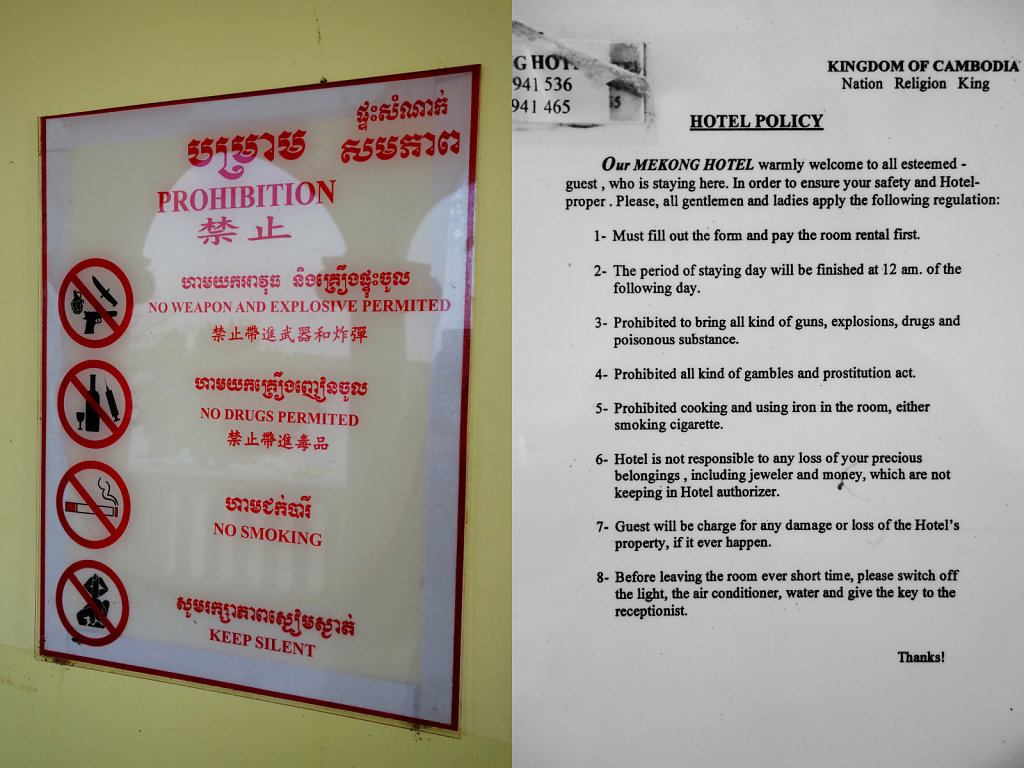 ផ្ទះសំណាក់
សមភាព
បម្រាម
PROHIBITION
禁止
ហាមយកអាវុធ និងគ្រឿងផ្ទុះចូល
NO WEAPON AND EXPLOSIVE PERMITED
禁止帶進武器和炸彈
ហាមយកគ្រឿងញៀនចូល
NO DRUGS PERMITED
禁止帶進毒品
ហាមជក់បារី
NO SMOKING
សូមរក្សាភាពស្ងៀមស្ងាត់
KEEP SILENT
G HOT
941 536
941 465
KINGDOM OF CAMBODIA
Nation Religion King
HOTEL POLICY
Our MEKONG HOTEL warmly welcome to all esteemed -
guest , who is staying here. In order to ensure your safety and Hotel-
proper . Please, all gentlemen and ladies apply the following regulation:
1- Must fill out the form and pay the room rental first.
2- The period of staying day will be finished at 12 am. of the
following day.
3- Prohibited to bring all kind of guns, explosions, drugs and
poisonous substance.
4- Prohibited all kind of gambles and prostitution act.
5- Prohibited cooking and using iron in the room, either
smoking cigarette.
6- Hotel is not responsible to any loss of your precious
belongings , including jeweler and money, which are not
keeping in Hotel authorizer.
7- Guest will be charge for any damage or loss of the Hotel's
property, if it ever happen.
8- Before leaving the room ever short time, please switch off
the light, the air conditioner, water and give the key to the
receptionist.
Thanks!